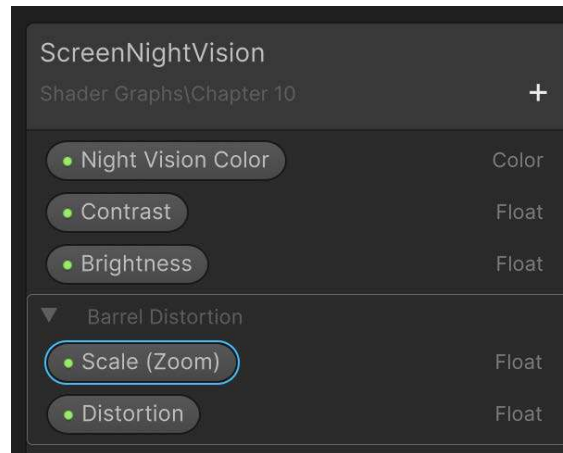 ScreenNightVision
Shader Graphs\Chapter 10 +
Night Vision Color Color
Contrast Float
Brightness Float
Barrel Distortion
Scale (Zoom) Float
Distortion Float